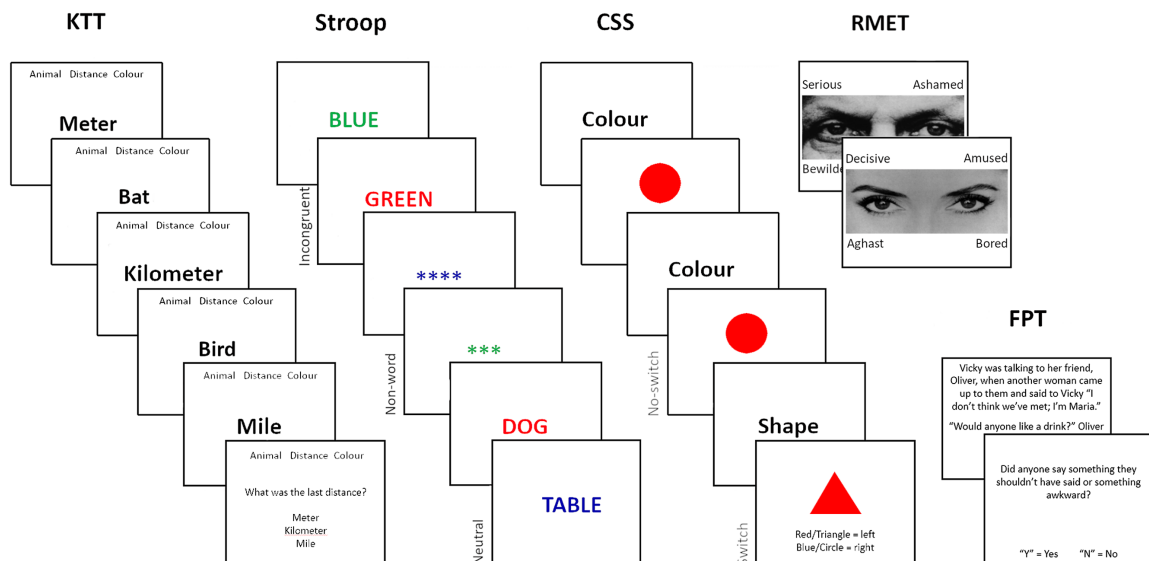 KTT
Animal Distance Colour
Meter
Animal Distance Colour
Bat
Animal Distance Colour
Kilometer
Animal Distance Colour
Bird
Animal Distance Colour
Mile
Animal Distance Colour
What was the last distance?
Meter
Kilometer
Mile
Stroop
BLUE
GREEN
Incongruent
****
***
Non-word
DOG
TABLE
Neutral
CSS
Colour
Colour
No-switch
Shape
Red/Triangle = left
Blue/Circle = right
Switch
RMET
Serious Ashamed
Decisive Amused
Aghast Bored
FPT
Vicky was talking to her friend,
Oliver, when another woman came
up to them and said to Vicky "I
don't think we've met; I'm Maria."
"Would anyone like a drink?" Oliver
Did anyone say something they
shouldn't have said or something
awkward?
"Y" = Yes "N" = No